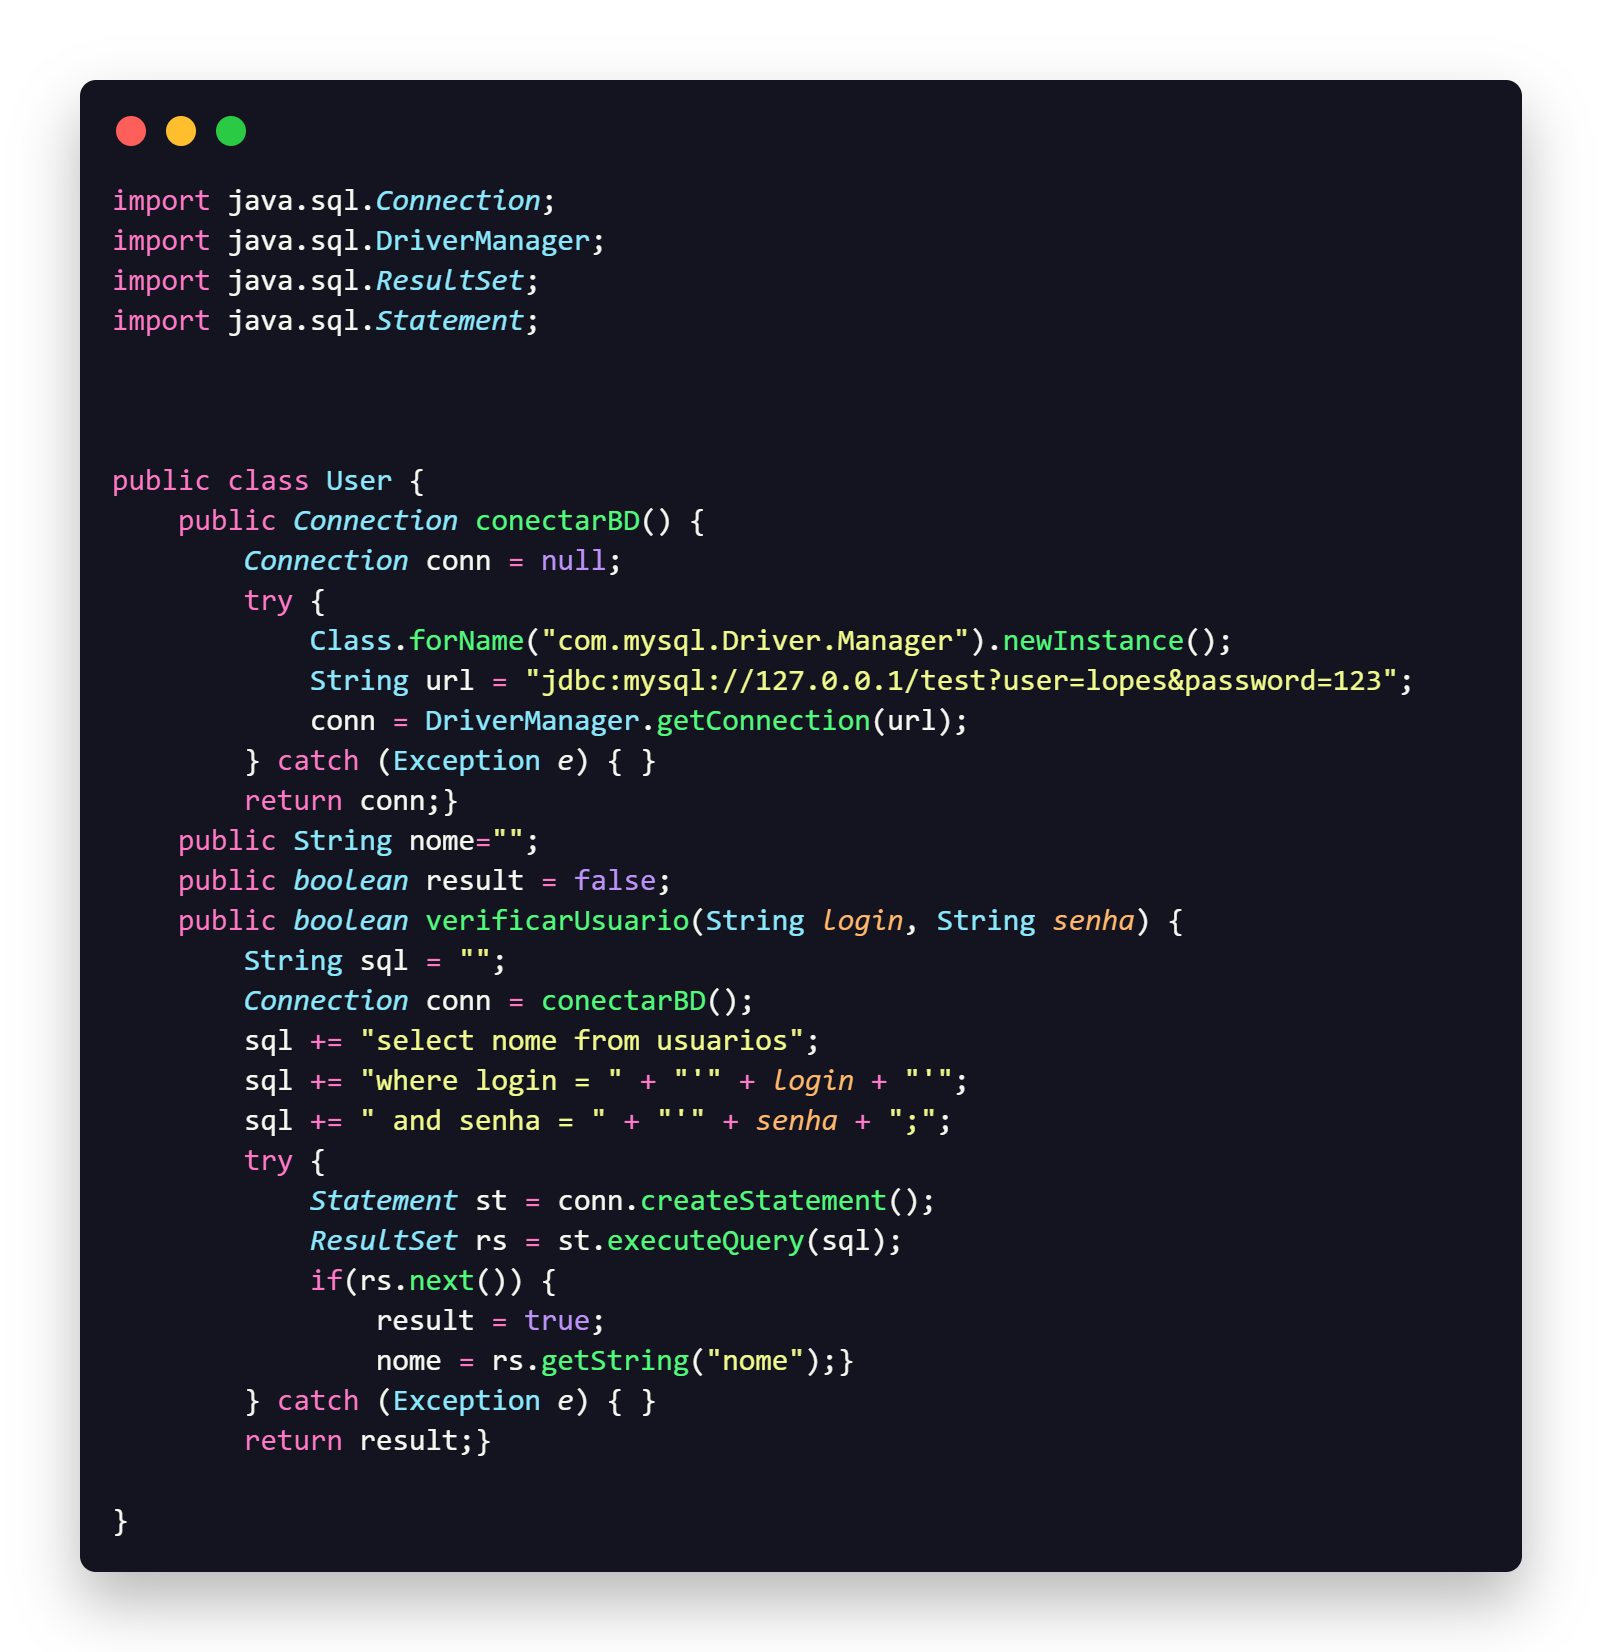 import java.sql.Connection;
import java.sql.DriverManager;
import java.sql.ResultSet;
import java.sql.Statement;
public class User {
    public Connection conectarBD() {
        Connection conn = null;
        try {
            Class.forName("com.mysql.Driver.Manager").newInstance();
            String url = "jdbc:mysql://127.0.0.1/test?user=lopes&password=123";
            conn = DriverManager.getConnection(url);
        } catch (Exception e) { }
        return conn;}
    public String nome="";
    public boolean result = false;
    public boolean verificarUsuario(String login, String senha) {
        String sql = "";
        Connection conn = conectarBD();
        sql += "select nome from usuarios";
        sql += "where login = " + "'" + login + "'";
        sql += " and senha = " + "'" + senha + ";";
        try {
            Statement st = conn.createStatement();
            ResultSet rs = st.executeQuery(sql);
            if(rs.next()) {
                result = true;
                nome = rs.getString("nome");}
        } catch (Exception e) { }
        return result;}
}